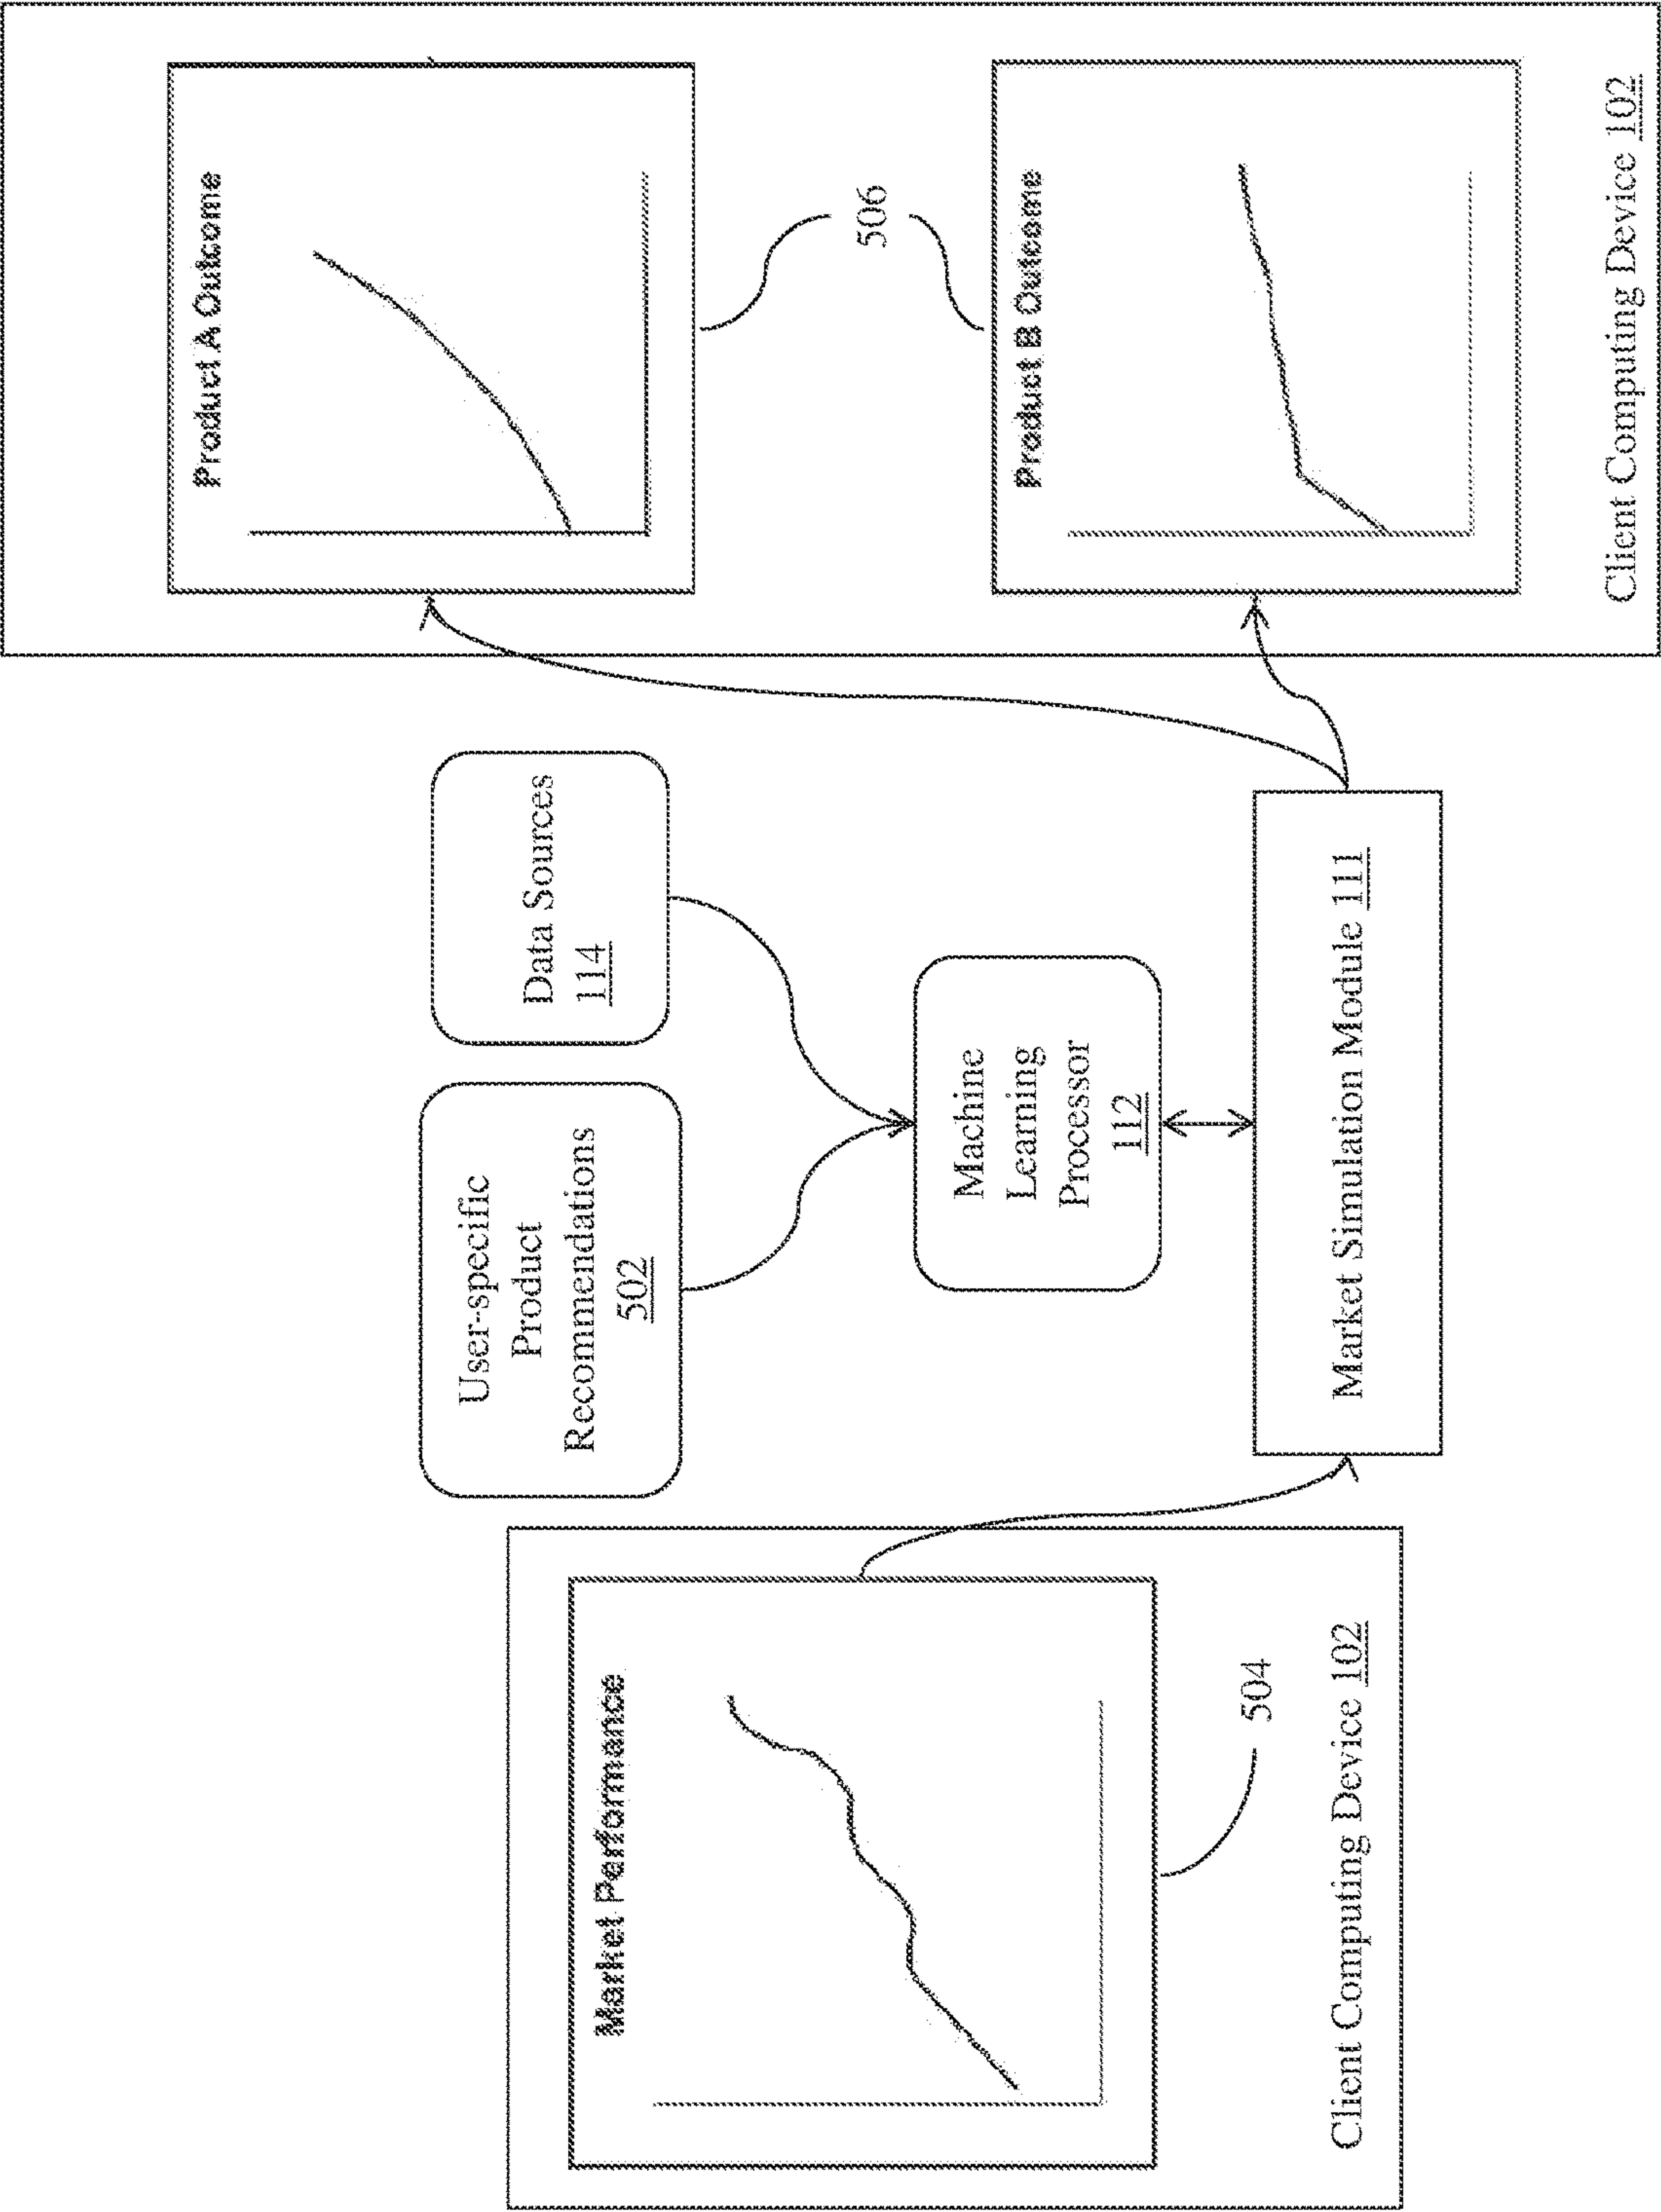 Market Performance
504
Client Computing Device 102
User-specific
Product
Recommendations
502
Data Sources
114
Machine
Learning
Processor
112
Market Simulation Module 111
Product A Outcome
506
Product B Outcome
Client Computing Device 102